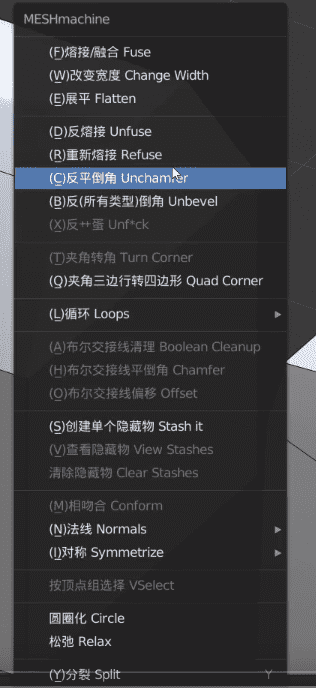 MESHmachine
(F)熔接/融合 Fuse
(W)改变宽度 Change Width
(E)展平 Flatten
(D)反熔接 Unfuse
(R)重新熔接 Refuse
(C)反平倒角 Unchamfer
(B)反(所有类型)倒角 Unbevel
(X)反艹蛋 Unf*ck
(T)夹角转角 Turn Corner
(Q)夹角三边行转四边形 Quad Corner
(L)循环 Loops
(A)布尔交接线清理 Boolean Cleanup
(H)布尔交接线平倒角 Chamfer
(O)布尔交接线偏移 Offset
(S)创建单个隐藏物 Stash it
(V)查看隐藏物 View Stashes
清除隐藏物 Clear Stashes
(M)相吻合 Conform
(N)法线 Normals
(I)对称 Symmetrize
按顶点组选择 VSelect
圆圈化 Circle
松弛 Relax
(Y)分裂 Split Y